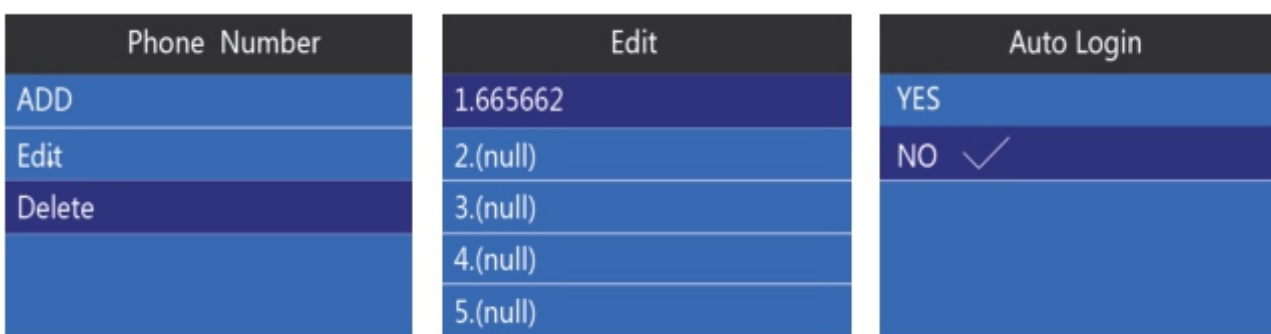 Phone Number
ADD
Edit
Delete
Edit
1.665662
2.(null)
3.(null)
4.(null)
5.(null)
Auto Login
YES
NO